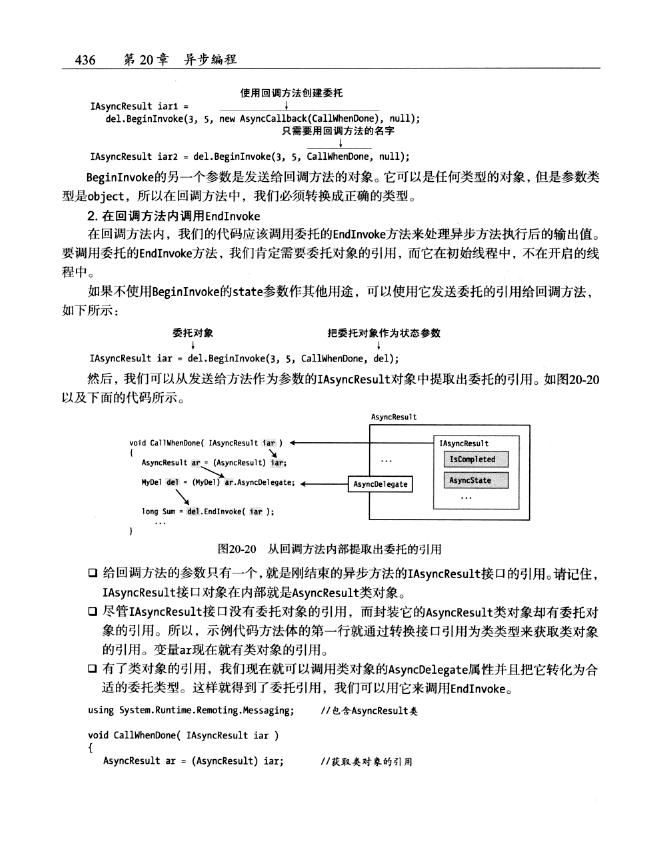 436 第 20 章 异步编程
使用回调方法创建委托
↓
IAsyncResult iar1 =
del.BeginInvoke(3, 5, new AsyncCallback(CallWhenDone), null);
只需要用回调方法的名字
↓
IAsyncResult iar2 = del.BeginInvoke(3, 5, CallWhenDone, null);
BeginInvoke的另一个参数是发送给回调方法的对象。它可以是任何类型的对象，但是参数类
型是object，所以在回调方法中，我们必须转换成正确的类型。
2. 在回调方法内调用EndInvoke
在回调方法内，我们的代码应该调用委托的EndInvoke方法来处理异步方法执行后的输出值。
要调用委托的EndInvoke方法，我们肯定需要委托对象的引用，而它在初始线程中，不在开启的线
程中。
如果不使用BeginInvoke的state参数作其他用途，可以使用它发送委托的引用给回调方法，
如下所示：
委托对象 把委托对象作为状态参数
↓ ↓
IAsyncResult iar = del.BeginInvoke(3, 5, CallWhenDone, del);
然后，我们可以从发送给方法作为参数的IAsyncResult对象中提取出委托的引用。如图20-20
以及下面的代码所示。
AsyncResult
void CallWhenDone( IAsyncResult iar )
{
AsyncResult ar = (AsyncResult) iar;
MyDel del = (MyDel) ar.AsyncDelegate;
long Sum = del.EndInvoke( iar );
...
}
...
AsyncDelegate
IAsyncResult
IsCompleted
AsyncState
...
图20-20 从回调方法内部提取出委托的引用
❑ 给回调方法的参数只有一个，就是刚结束的异步方法的IAsyncResult接口的引用。请记住，
IAsyncResult接口对象在内部就是AsyncResult类对象。
❑ 尽管IAsyncResult接口没有委托对象的引用，而封装它的AsyncResult类对象却有委托对
象的引用。所以，示例代码方法体的第一行就通过转换接口引用为类类型来获取类对象
的引用。变量ar现在就有类对象的引用。
❑ 有了类对象的引用，我们现在就可以调用类对象的AsyncDelegate属性并且把它转化为合
适的委托类型。这样就得到了委托引用，我们可以用它来调用EndInvoke。
using System.Runtime.Remoting.Messaging; //包含AsyncResult类
void CallWhenDone( IAsyncResult iar )
{
AsyncResult ar = (AsyncResult) iar; //获取类对象的引用